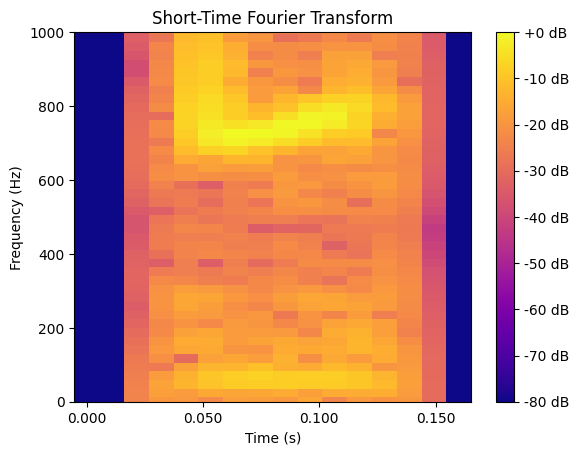 Short-Time Fourier Transform
1000
800
600
400
200
0
Frequency (Hz)
0.000
0.050
0.100
0.150
Time (s)
+0 dB
-10 dB
-20 dB
-30 dB
-40 dB
-50 dB
-60 dB
-70 dB
-80 dB